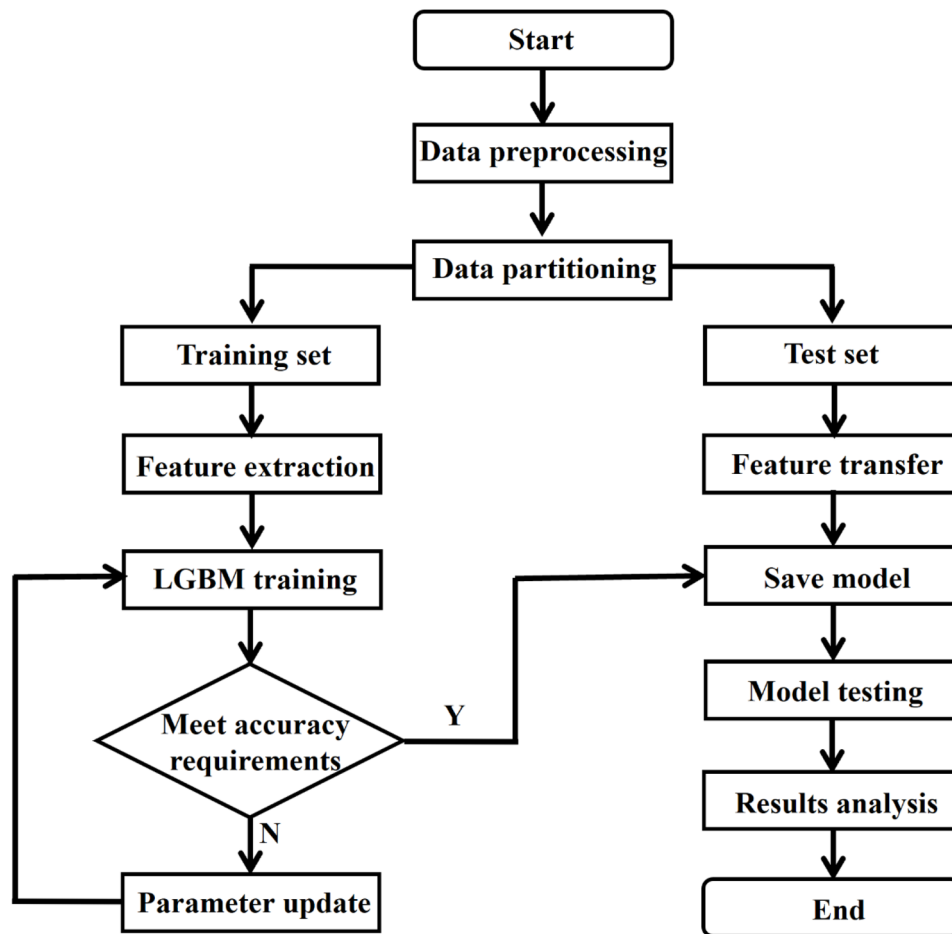 Start
Data preprocessing
Data partitioning
Training set
Test set
Feature extraction
Feature transfer
LGBM training
Save model
Meet accuracy
requirements
Y
Model testing
N
Results analysis
Parameter update
End